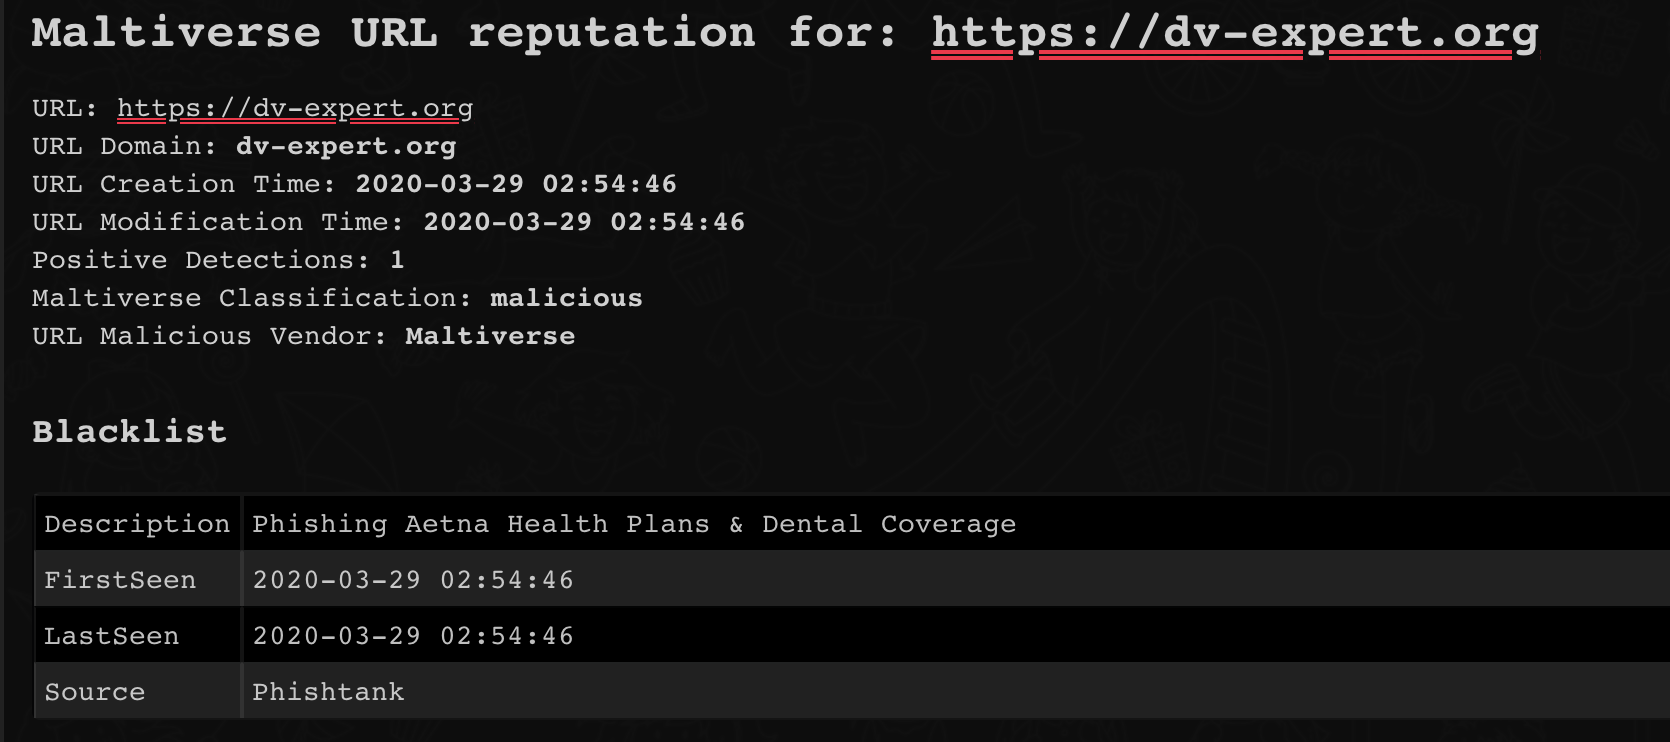 Maltiverse URL reputation for: https://dv-expert.org
URL: https://dv-expert.org
URL Domain: dv-expert.org
URL Creation Time: 2020-03-29 02:54:46
URL Modification Time: 2020-03-29 02:54:46
Positive Detections: 1
Maltiverse Classification: malicious
URL Malicious Vendor: Maltiverse
Blacklist
Description Phishing Aetna Health Plans & Dental Coverage
FirstSeen 2020-03-29 02:54:46
LastSeen 2020-03-29 02:54:46
Source Phishtank